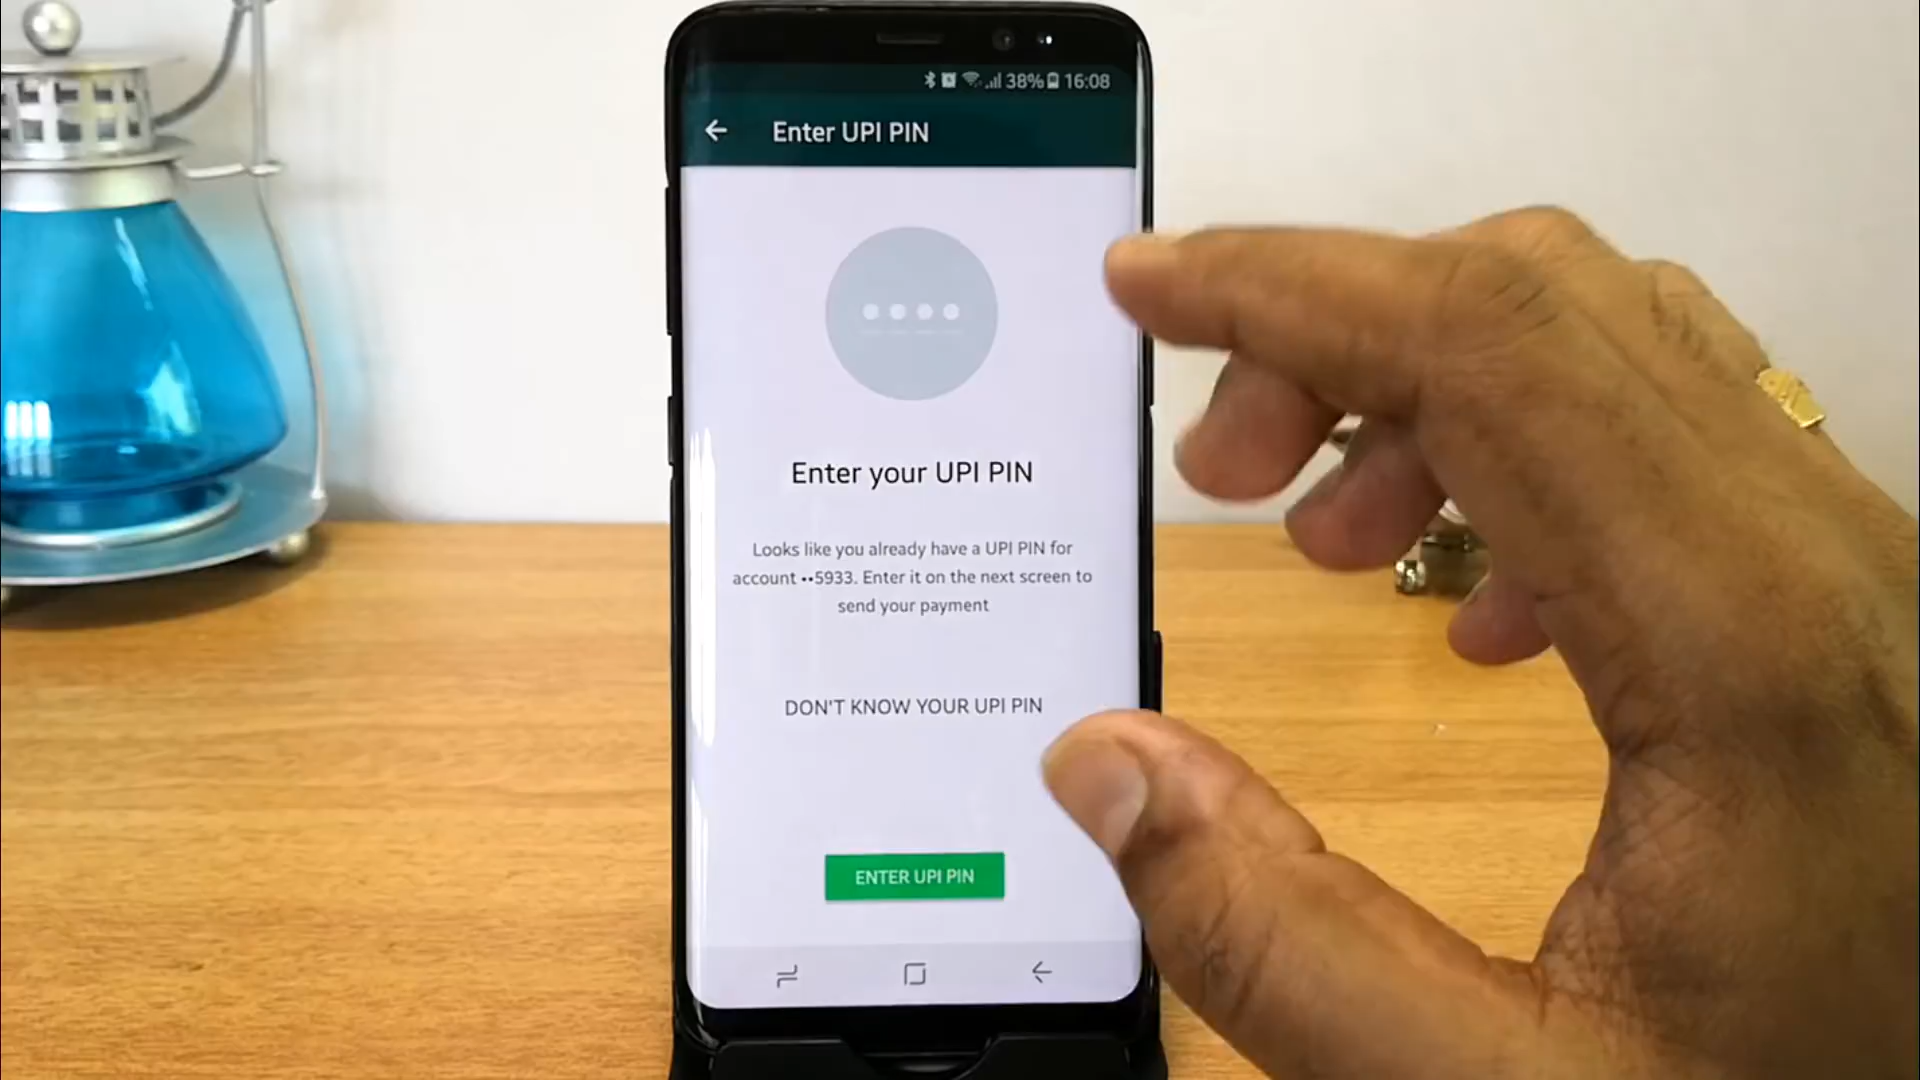 38% 16:08
Enter UPI PIN
Enter your UPI PIN
Looks like you already have a UPI PIN for
account ••5933. Enter it on the next screen to
send your payment
DON'T KNOW YOUR UPI PIN
ENTER UPI PIN